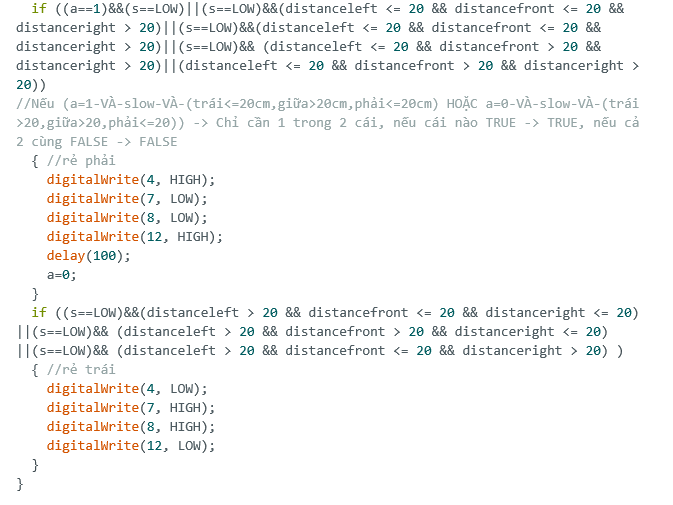 if ((a==1)&&(s==LOW)||(s==LOW)&&(distanceleft <= 20 && distancefront <= 20 &&
distanceright > 20)||(s==LOW)&&(distanceleft <= 20 && distancefront <= 20 &&
distanceright > 20)||(s==LOW)&& (distanceleft <= 20 && distancefront > 20 &&
distanceright > 20)||(distanceleft <= 20 && distancefront > 20 && distanceright >
20))
//Nếu (a=1-VÀ-slow-VÀ-(trái<=20cm,giữa>20cm,phải<=20cm) HOẶC a=0-VÀ-slow-VÀ-(trái
>20,giữa>20,phải<=20)) -> Chỉ cần 1 trong 2 cái, nếu cái nào TRUE -> TRUE, nếu cả
2 cùng FALSE -> FALSE
{ //rẻ phải
digitalWrite(4, HIGH);
digitalWrite(7, LOW);
digitalWrite(8, LOW);
digitalWrite(12, HIGH);
delay(100);
a=0;
}
if ((s==LOW)&&(distanceleft > 20 && distancefront <= 20 && distanceright <= 20)
||(s==LOW)&& (distanceleft > 20 && distancefront > 20 && distanceright <= 20)
||(s==LOW)&& (distanceleft > 20 && distancefront <= 20 && distanceright > 20) )
{ //rẻ trái
digitalWrite(4, LOW);
digitalWrite(7, HIGH);
digitalWrite(8, HIGH);
digitalWrite(12, LOW);
}
}